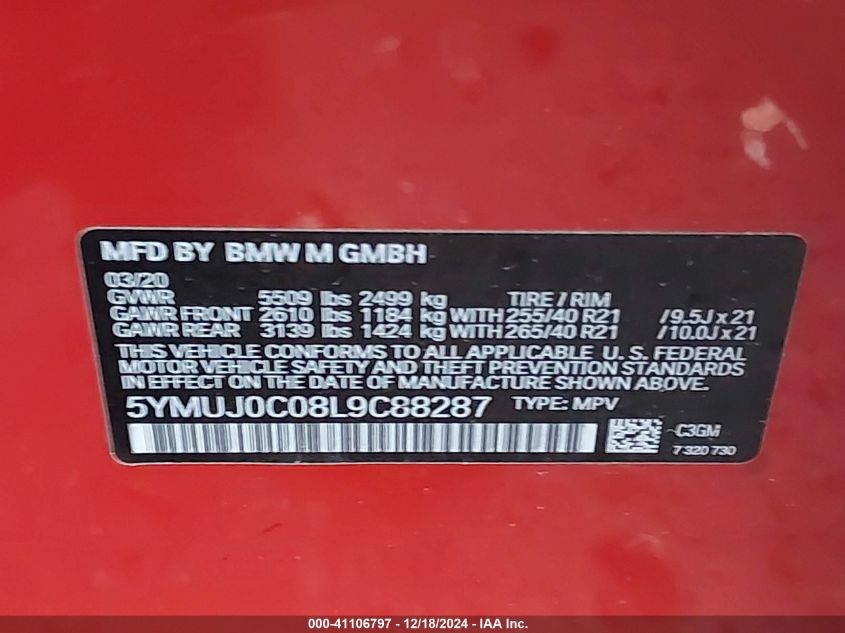 MFD BY BMW M GMBH
03/20
GVWR 5509 lbs 2499 kg TIRE / RIM
GAWR FRONT 2610 lbs 1184 kg WITH 255/40 R21 / 9.5J x 21
GAWR REAR 3139 lbs 1424 kg WITH 265/40 R21 / 10.0J x 21
THIS VEHICLE CONFORMS TO ALL APPLICABLE U. S. FEDERAL
MOTOR VEHICLE SAFETY AND THEFT PREVENTION STANDARDS
IN EFFECT ON THE DATE OF MANUFACTURE SHOWN ABOVE.
5YMUJ0C08L9C88287 TYPE: MPV
C3GM
7 320 730
000-41106797 - 12/18/2024 - IAA Inc.